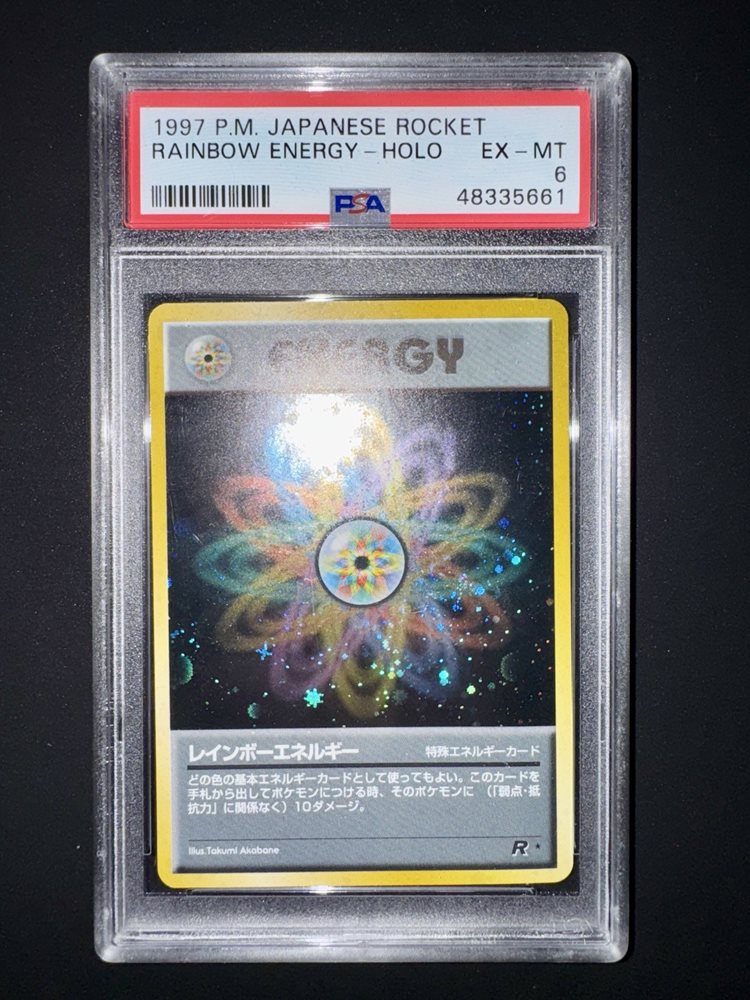 1997 P.M. JAPANESE ROCKET
RAINBOW ENERGY - HOLO EX - MT
6
PSA 48335661
ENERGY
レインボーエネルギー 特殊エネルギーカード
どの色の基本エネルギーカードとして使ってもよい。このカードを
手札から出してポケモンにつける時、そのポケモンに （「弱点・抵
抗力」に関係なく）10ダメージ。
Illus.Takumi Akabane R ★